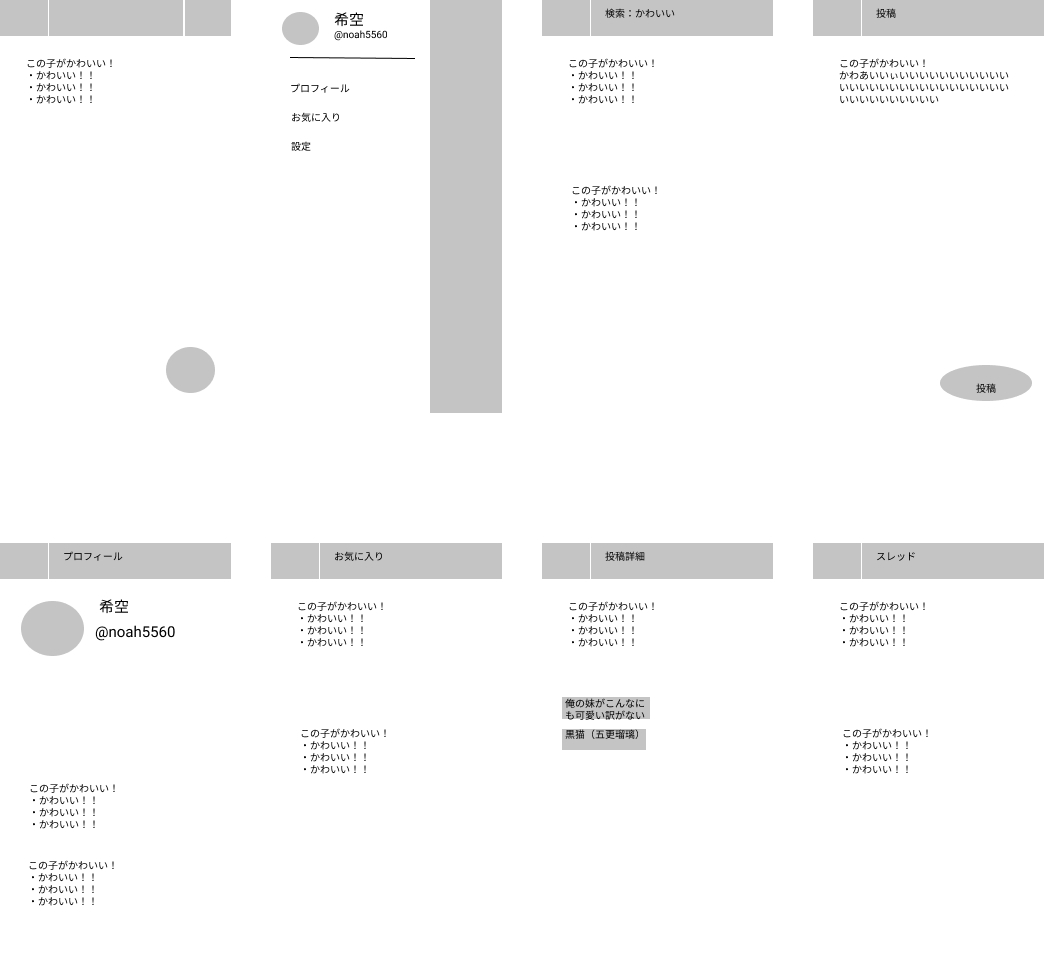 この子がかわいい！
・かわいい！！
・かわいい！！
・かわいい！！
希空
@noah5560
プロフィール
お気に入り
設定
検索：かわいい
この子がかわいい！
・かわいい！！
・かわいい！！
・かわいい！！
この子がかわいい！
・かわいい！！
・かわいい！！
・かわいい！！
投稿
この子がかわいい！
かわあいいぃいいいいいいいいいいい
いいいいいいいいいいいいいいいいい
いいいいいいいいいい
投稿
プロフィール
希空
@noah5560
この子がかわいい！
・かわいい！！
・かわいい！！
・かわいい！！
この子がかわいい！
・かわいい！！
・かわいい！！
・かわいい！！
お気に入り
この子がかわいい！
・かわいい！！
・かわいい！！
・かわいい！！
この子がかわいい！
・かわいい！！
・かわいい！！
・かわいい！！
投稿詳細
この子がかわいい！
・かわいい！！
・かわいい！！
・かわいい！！
俺の妹がこんなに
も可愛い訳がない
黒猫（五更瑠璃）
スレッド
この子がかわいい！
・かわいい！！
・かわいい！！
・かわいい！！
この子がかわいい！
・かわいい！！
・かわいい！！
・かわいい！！